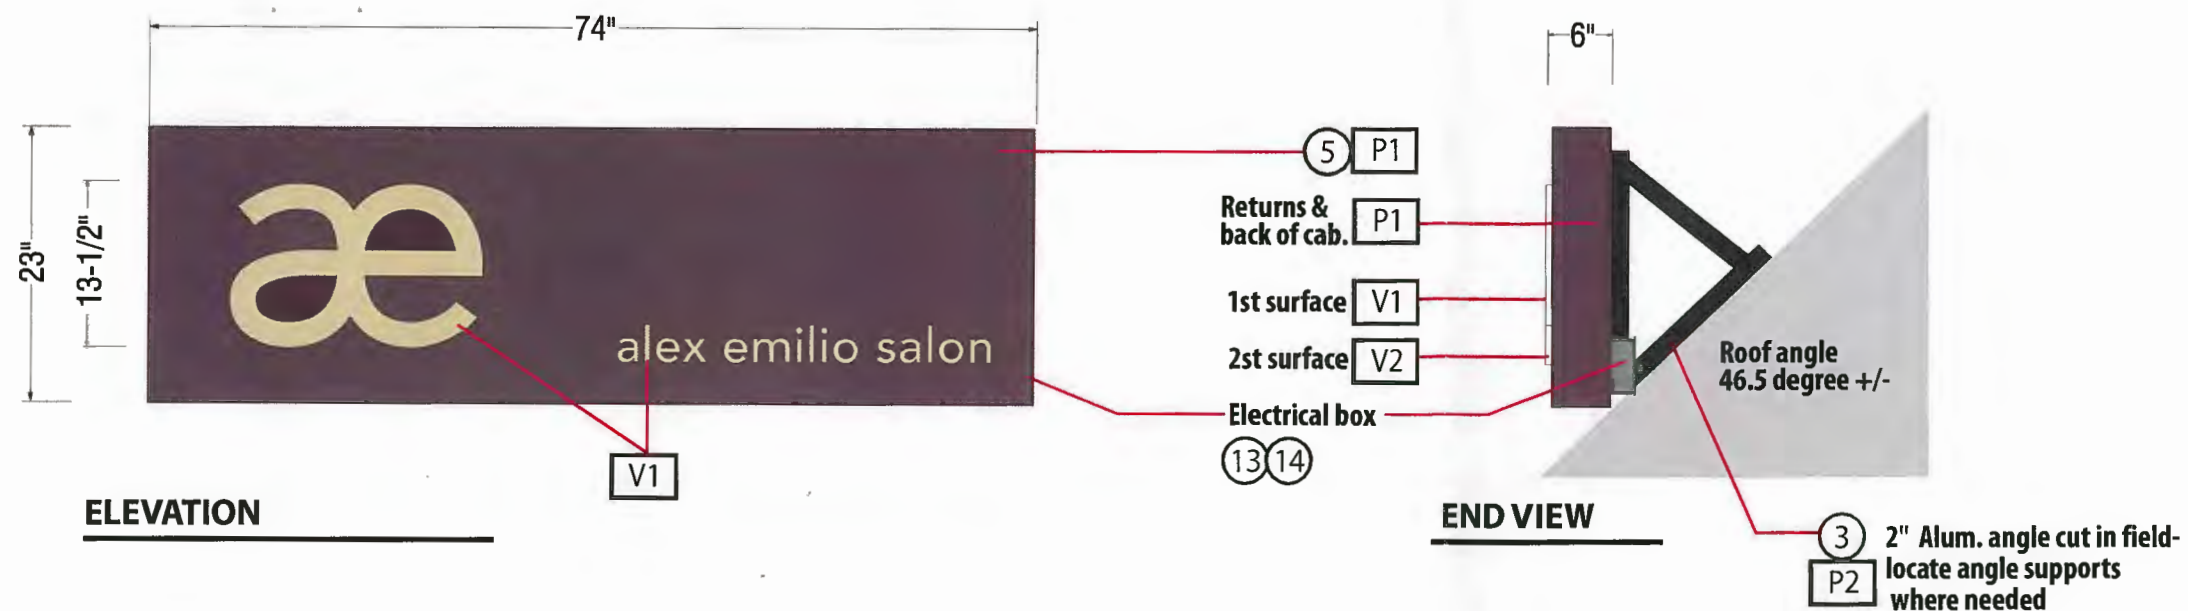 74"
6"
23"
13-1/2"
æ
alex emilio salon
V1
ELEVATION
5 P1
Returns &
back of cab. P1
1st surface V1
2st surface V2
Electrical box
13 14
Roof angle
46.5 degree +/-
END VIEW
3 2" Alum. angle cut in field-
P2 locate angle supports
where needed